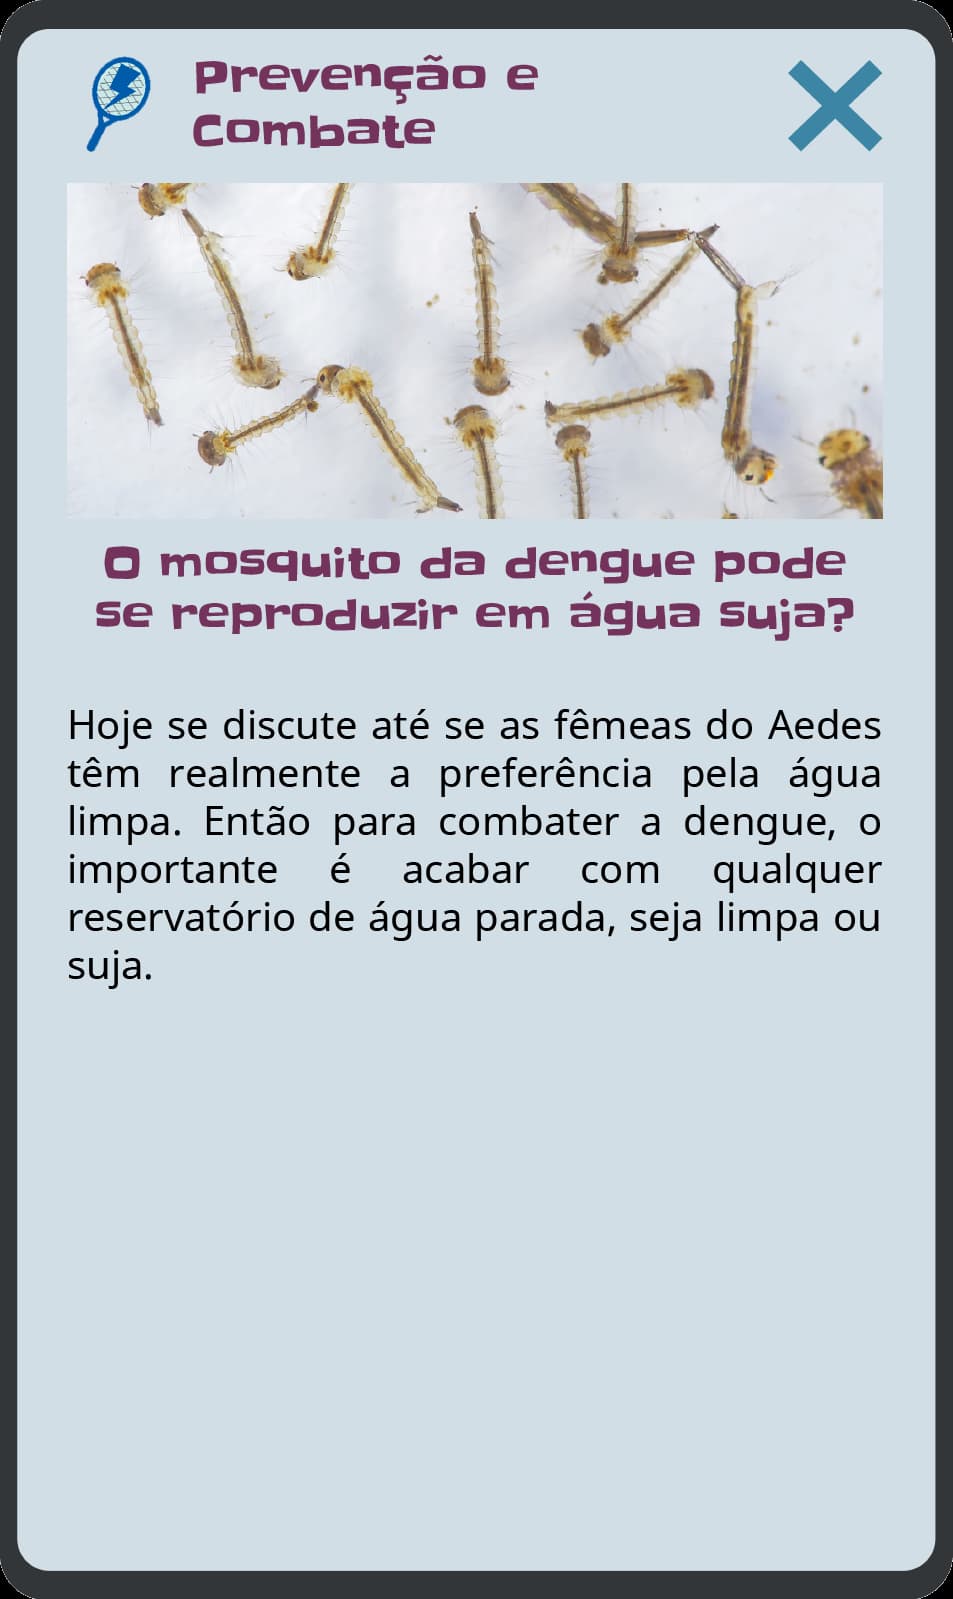 Prevenção e
Combate
O mosquito da dengue pode
se reproduzir em água suja?
Hoje se discute até se as fêmeas do Aedes
têm realmente a preferência pela água
limpa. Então para combater a dengue, o
importante é acabar com qualquer
reservatório de água parada, seja limpa ou
suja.